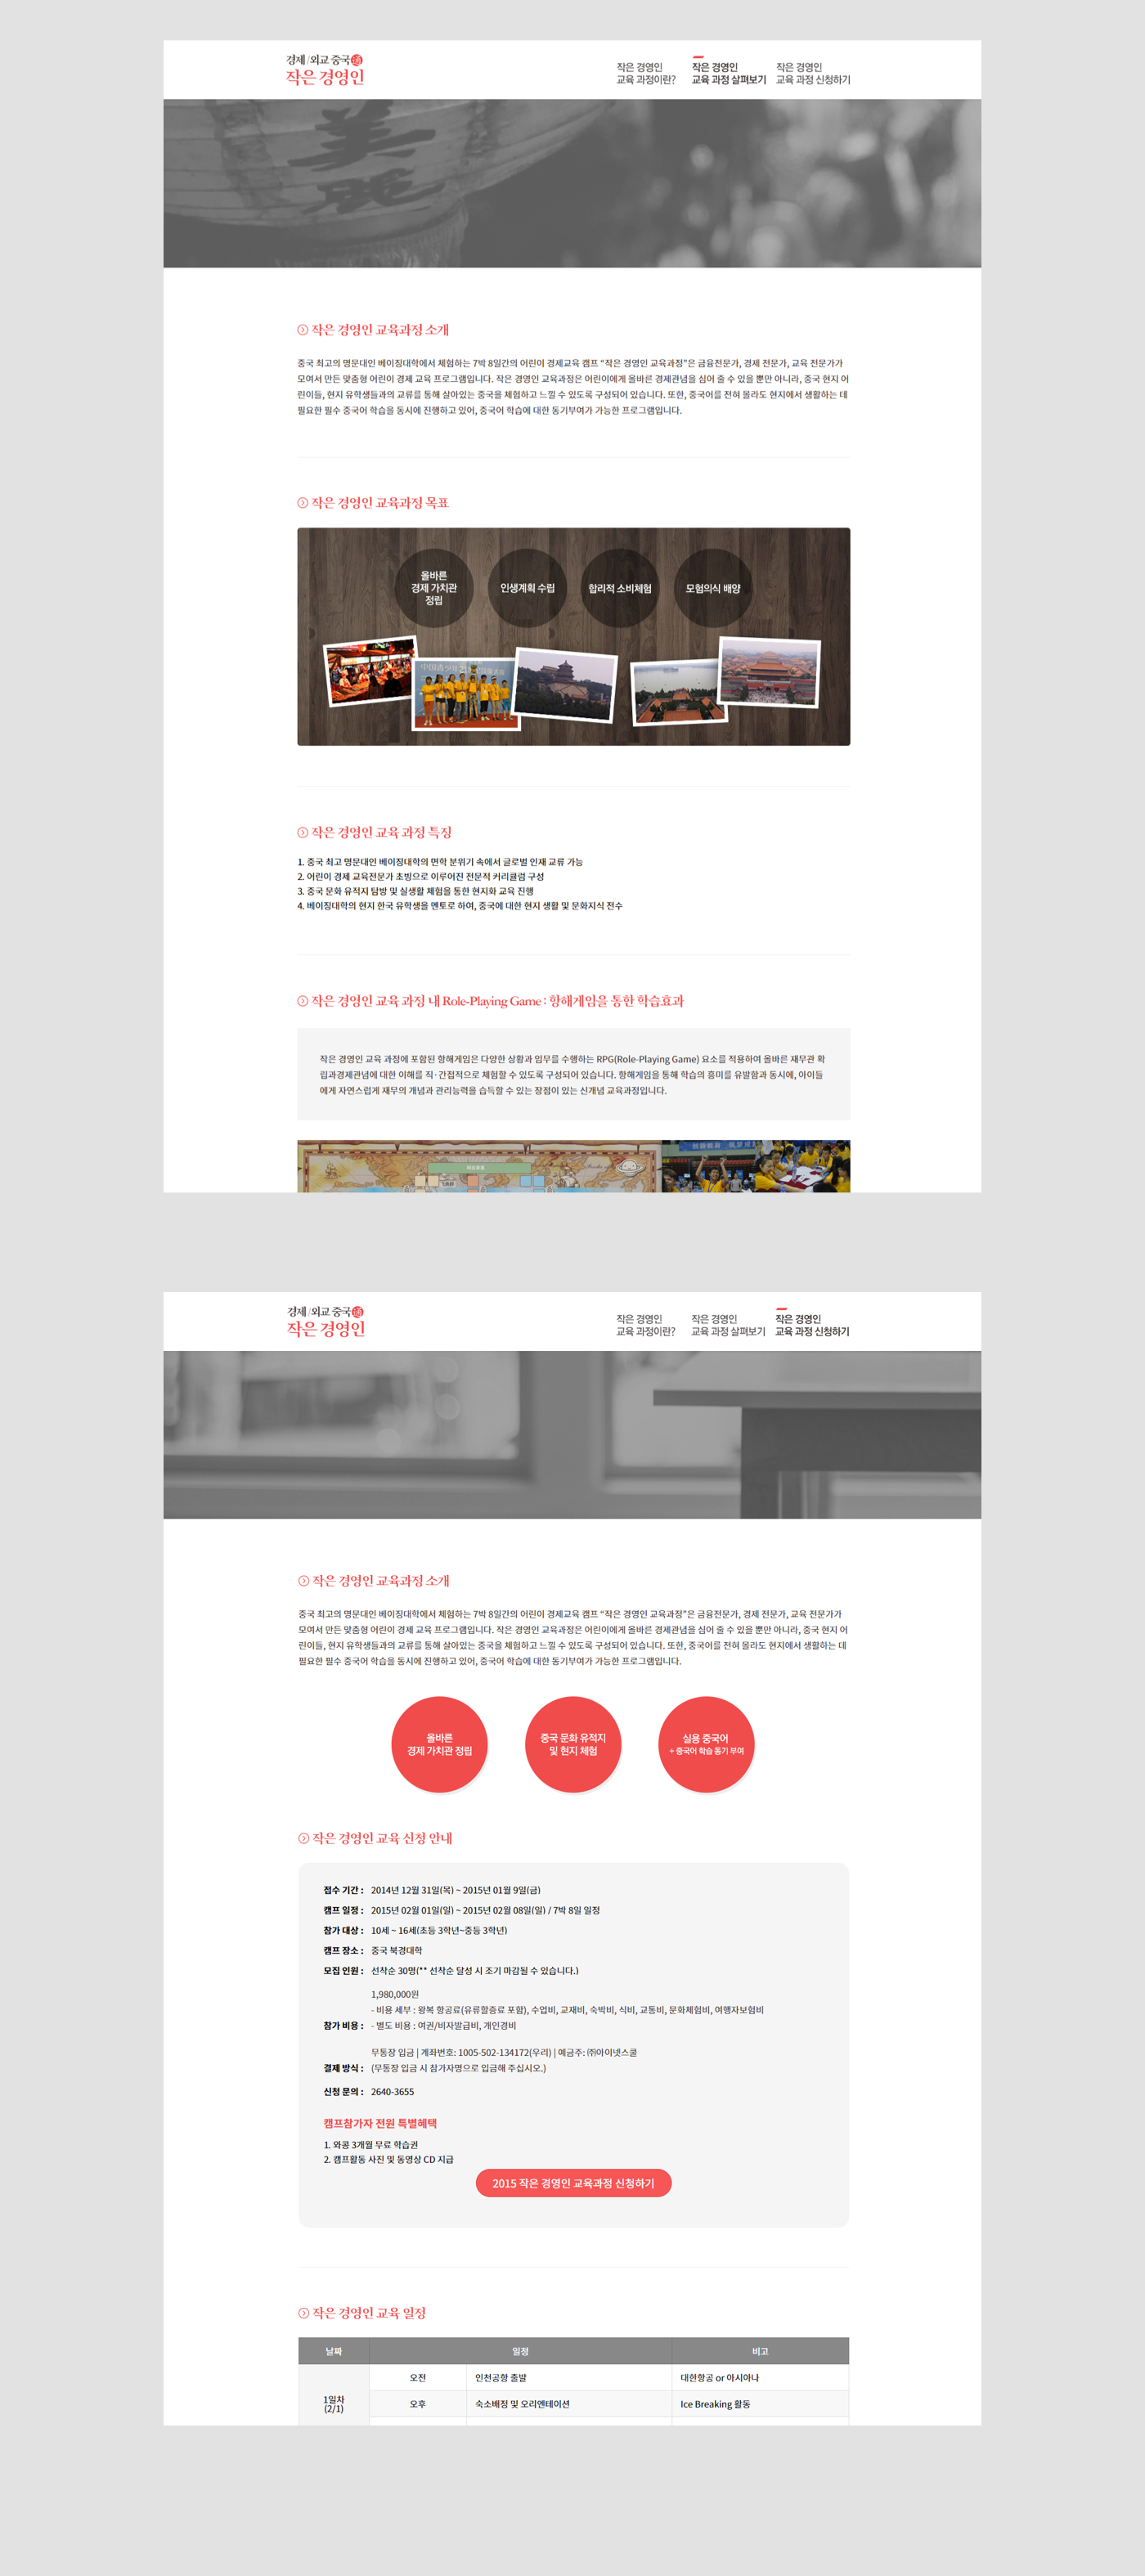 경제/외교 중국通
작은 경영인
작은 경영인
교육 과정이란?
작은 경영인
교육 과정 살펴보기
작은 경영인
교육 과정 신청하기
작은 경영인 교육과정 소개
중국 최고의 명문대인 베이징대학에서 체험하는 7박 8일간의 어린이 경제교육 캠프 “작은 경영인 교육과정”은 금융전문가, 경제 전문가, 교육 전문가가
모여서 만든 맞춤형 어린이 경제 교육 프로그램입니다. 작은 경영인 교육과정은 어린이에게 올바른 경제관념을 심어 줄 수 있을 뿐만 아니라, 중국 현지 어
린이들, 현지 유학생들과의 교류를 통해 살아있는 중국을 체험하고 느낄 수 있도록 구성되어 있습니다. 또한, 중국어를 전혀 몰라도 현지에서 생활하는 데
필요한 필수 중국어 학습을 동시에 진행하고 있어, 중국어 학습에 대한 동기부여가 가능한 프로그램입니다.
작은 경영인 교육과정 목표
올바른
경제 가치관
정립
인생계획 수립
합리적 소비체험
모험의식 배양
작은 경영인 교육 과정 특징
1. 중국 최고 명문대인 베이징대학의 면학 분위기 속에서 글로벌 인재 교류 가능
2. 어린이 경제 교육전문가 초빙으로 이루어진 전문적 커리큘럼 구성
3. 중국 문화 유적지 탐방 및 실생활 체험을 통한 현지화 교육 진행
4. 베이징대학의 현지 한국 유학생을 멘토로 하여, 중국에 대한 현지 생활 및 문화지식 전수
작은 경영인 교육 과정 내 Role-Playing Game : 항해게임을 통한 학습효과
작은 경영인 교육 과정에 포함된 항해게임은 다양한 상황과 임무를 수행하는 RPG(Role-Playing Game) 요소를 적용하여 올바른 재무관 확
립과경제관념에 대한 이해를 직·간접적으로 체험할 수 있도록 구성되어 있습니다. 항해게임을 통해 학습의 흥미를 유발함과 동시에, 아이들
에게 자연스럽게 재무의 개념과 관리능력을 습득할 수 있는 장점이 있는 신개념 교육과정입니다.
경제/외교 중국通
작은 경영인
작은 경영인
교육 과정이란?
작은 경영인
교육 과정 살펴보기
작은 경영인
교육 과정 신청하기
작은 경영인 교육과정 소개
중국 최고의 명문대인 베이징대학에서 체험하는 7박 8일간의 어린이 경제교육 캠프 “작은 경영인 교육과정”은 금융전문가, 경제 전문가, 교육 전문가가
모여서 만든 맞춤형 어린이 경제 교육 프로그램입니다. 작은 경영인 교육과정은 어린이에게 올바른 경제관념을 심어 줄 수 있을 뿐만 아니라, 중국 현지 어
린이들, 현지 유학생들과의 교류를 통해 살아있는 중국을 체험하고 느낄 수 있도록 구성되어 있습니다. 또한, 중국어를 전혀 몰라도 현지에서 생활하는 데
필요한 필수 중국어 학습을 동시에 진행하고 있어, 중국어 학습에 대한 동기부여가 가능한 프로그램입니다.
올바른
경제 가치관 정립
중국 문화 유적지
및 현지 체험
실용 중국어
+ 중국어 학습 동기 부여
작은 경영인 교육 신청 안내
접수 기간 : 2014년 12월 31일(목) ~ 2015년 01월 9일(금)
캠프 일정 : 2015년 02월 01일(일) ~ 2015년 02월 08일(일) / 7박 8일 일정
참가 대상 : 10세 ~ 16세(초등 3학년~중등 3학년)
캠프 장소 : 중국 북경대학
모집 인원 : 선착순 30명(** 선착순 달성 시 조기 마감될 수 있습니다.)
1,980,000원
- 비용 세부 : 왕복 항공료(유류할증료 포함), 수업비, 교재비, 숙박비, 식비, 교통비, 문화체험비, 여행자보험비
참가 비용 : - 별도 비용 : 여권/비자발급비, 개인경비
무통장 입금 | 계좌번호: 1005-502-134172(우리) | 예금주: ㈜아이넷스쿨
결제 방식 : (무통장 입금 시 참가자명으로 입금해 주십시오.)
신청 문의 : 2640-3655
캠프참가자 전원 특별혜택
1. 와콩 3개월 무료 학습권
2. 캠프활동 사진 및 동영상 CD 지급
2015 작은 경영인 교육과정 신청하기
작은 경영인 교육 일정
날짜 일정 비고
오전 인천공항 출발 대한항공 or 아시아나
1일차
(2/1)
오후 숙소배정 및 오리엔테이션 Ice Breaking 활동